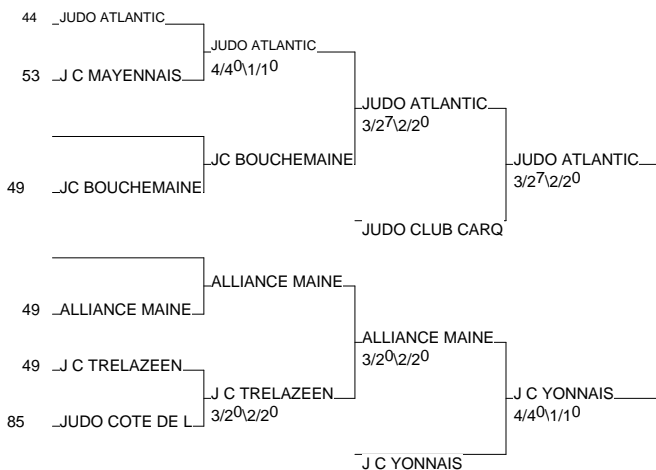 44 JUDO ATLANTIC
JUDO ATLANTIC
4/4⁰\1/1⁰
53 J C MAYENNAIS
JUDO ATLANTIC
3/2⁷\2/2⁰
JC BOUCHEMAINE
JUDO ATLANTIC
3/2⁷\2/2⁰
49 JC BOUCHEMAINE
JUDO CLUB CARQ
ALLIANCE MAINE
49 ALLIANCE MAINE
ALLIANCE MAINE
3/2⁰\2/2⁰
49 J C TRELAZEEN
J C TRELAZEEN
3/2⁰\2/2⁰
J C YONNAIS
4/4⁰\1/1⁰
85 JUDO COTE DE L
J C YONNAIS